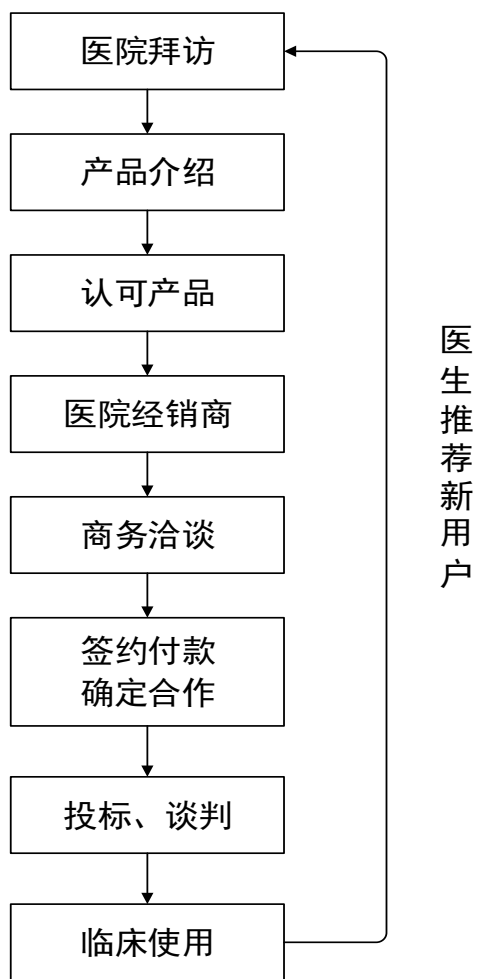 医院拜访
产品介绍
认可产品
医院经销商
商务洽谈
签约付款
确定合作
投标、谈判
临床使用
医生推荐新用户